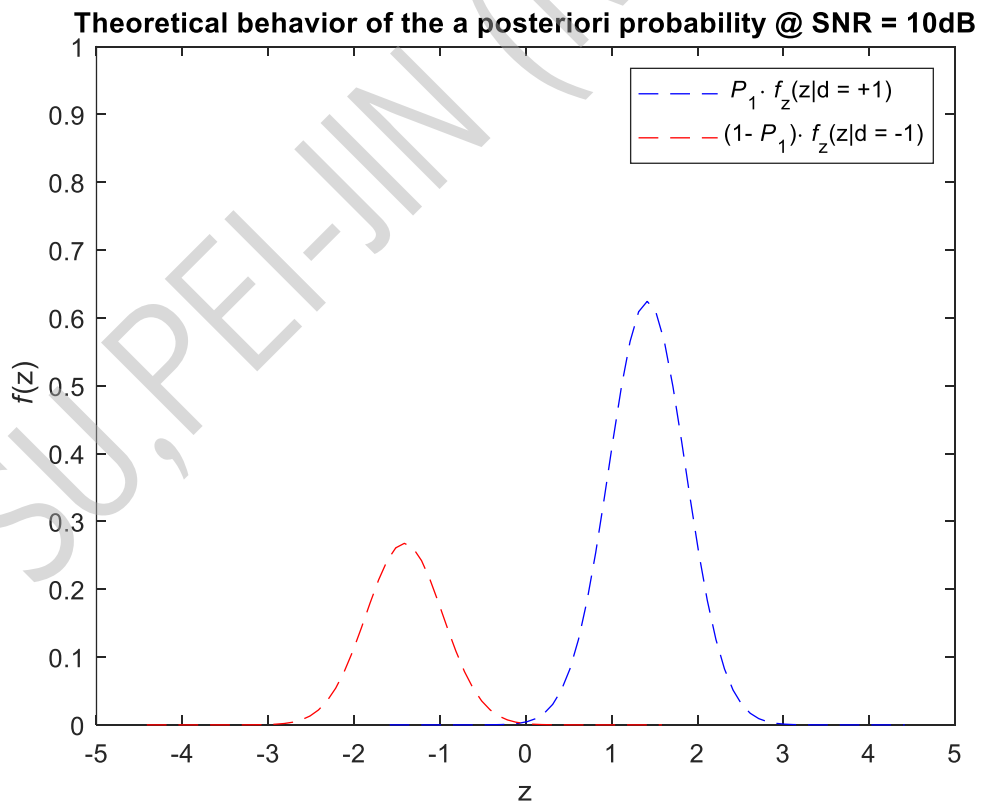 Theoretical behavior of the a posteriori probability @ SNR = 10dB
P1· fz(z|d = +1)
(1- P1)· fz(z|d = -1)
1
0.9
0.8
0.7
0.6
0.5
0.4
0.3
0.2
0.1
0
f(z)
-5 -4 -3 -2 -1 0 1 2 3 4 5
z
SU,PEI-JIN (